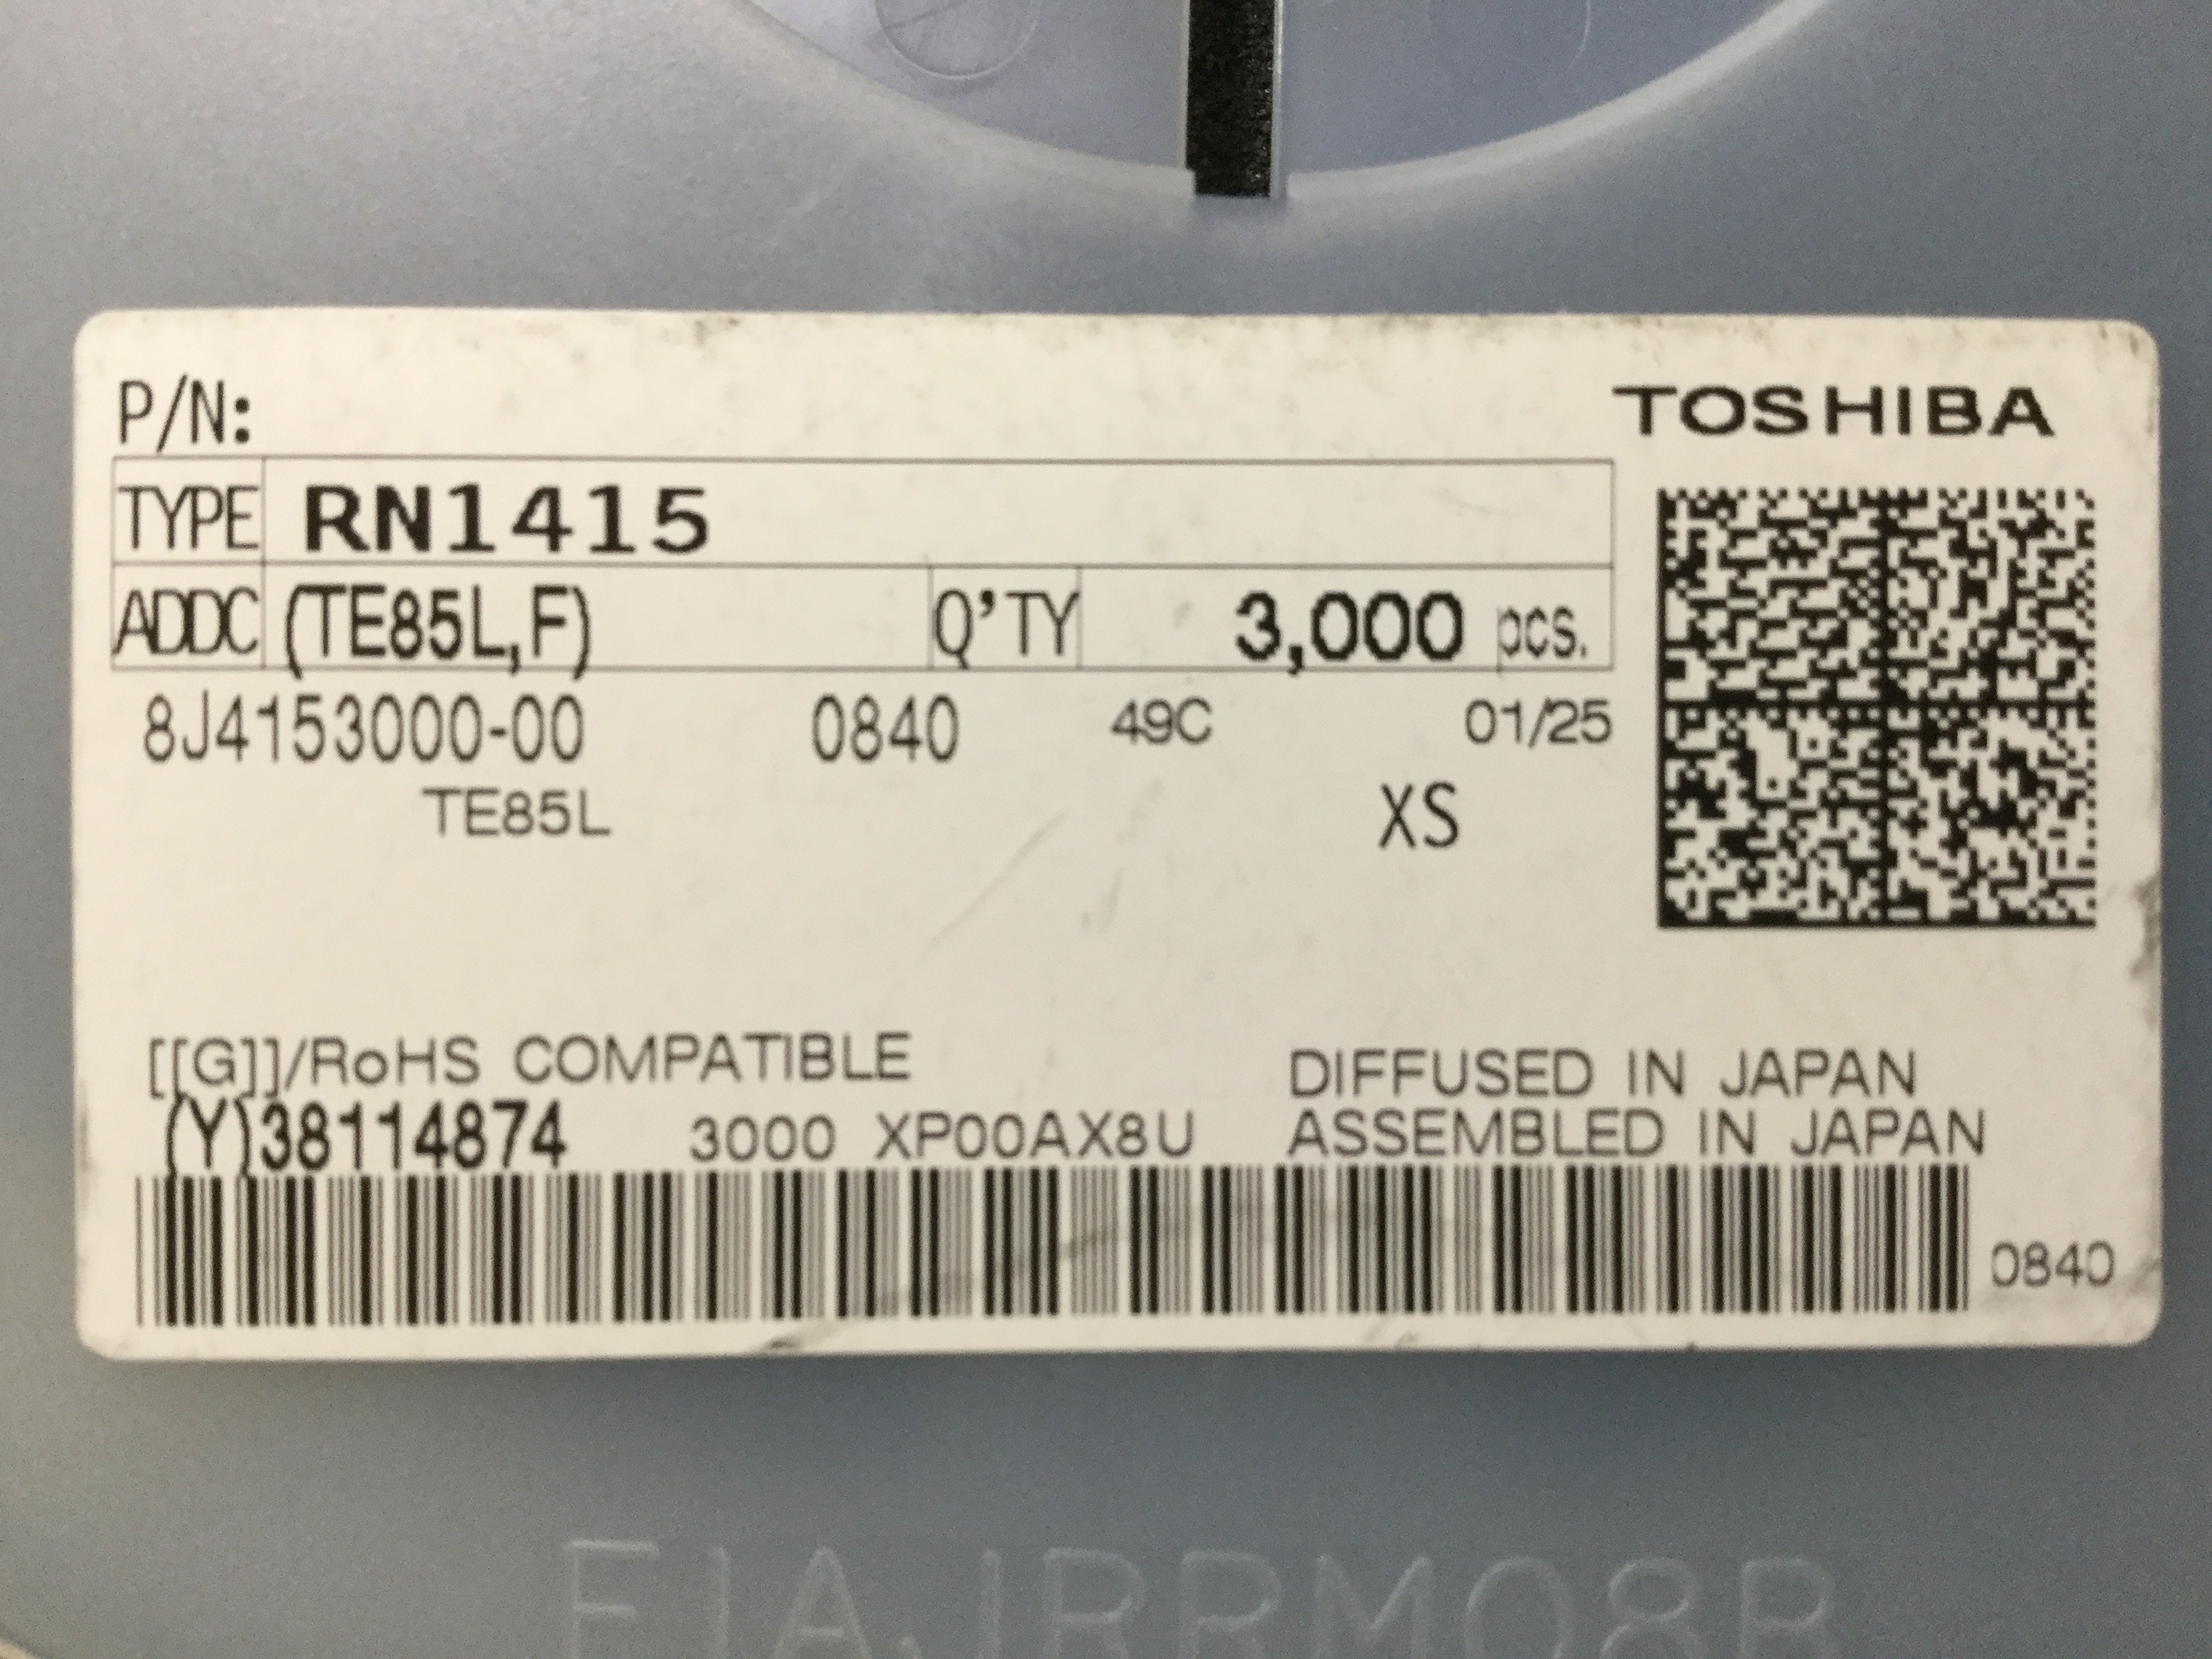 P/N:
TOSHIBA
TYPE RN1415
ADDC (TE85L,F) Q'TY 3,000 pcs.
8J4153000-00 0840 49C 01/25
TE85L XS
[[G]]/RoHS COMPATIBLE DIFFUSED IN JAPAN
(Y)38114874 3000 XP00AX8U ASSEMBLED IN JAPAN
0840
EIAJRRM08B